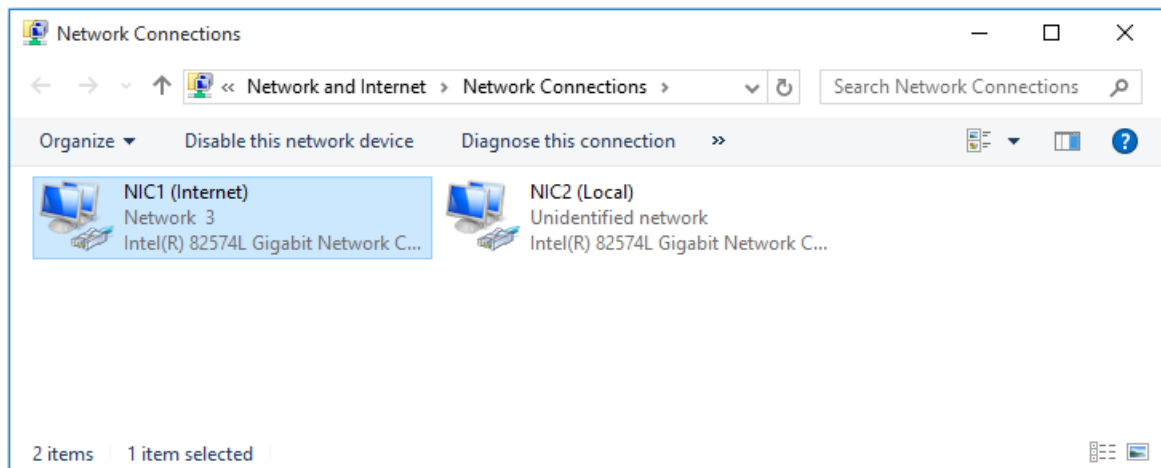 Network Connections
« Network and Internet › Network Connections › Search Network Connections
Organize Disable this network device Diagnose this connection »
NIC1 (Internet)
Network 3
Intel(R) 82574L Gigabit Network C...
NIC2 (Local)
Unidentified network
Intel(R) 82574L Gigabit Network C...
2 items 1 item selected